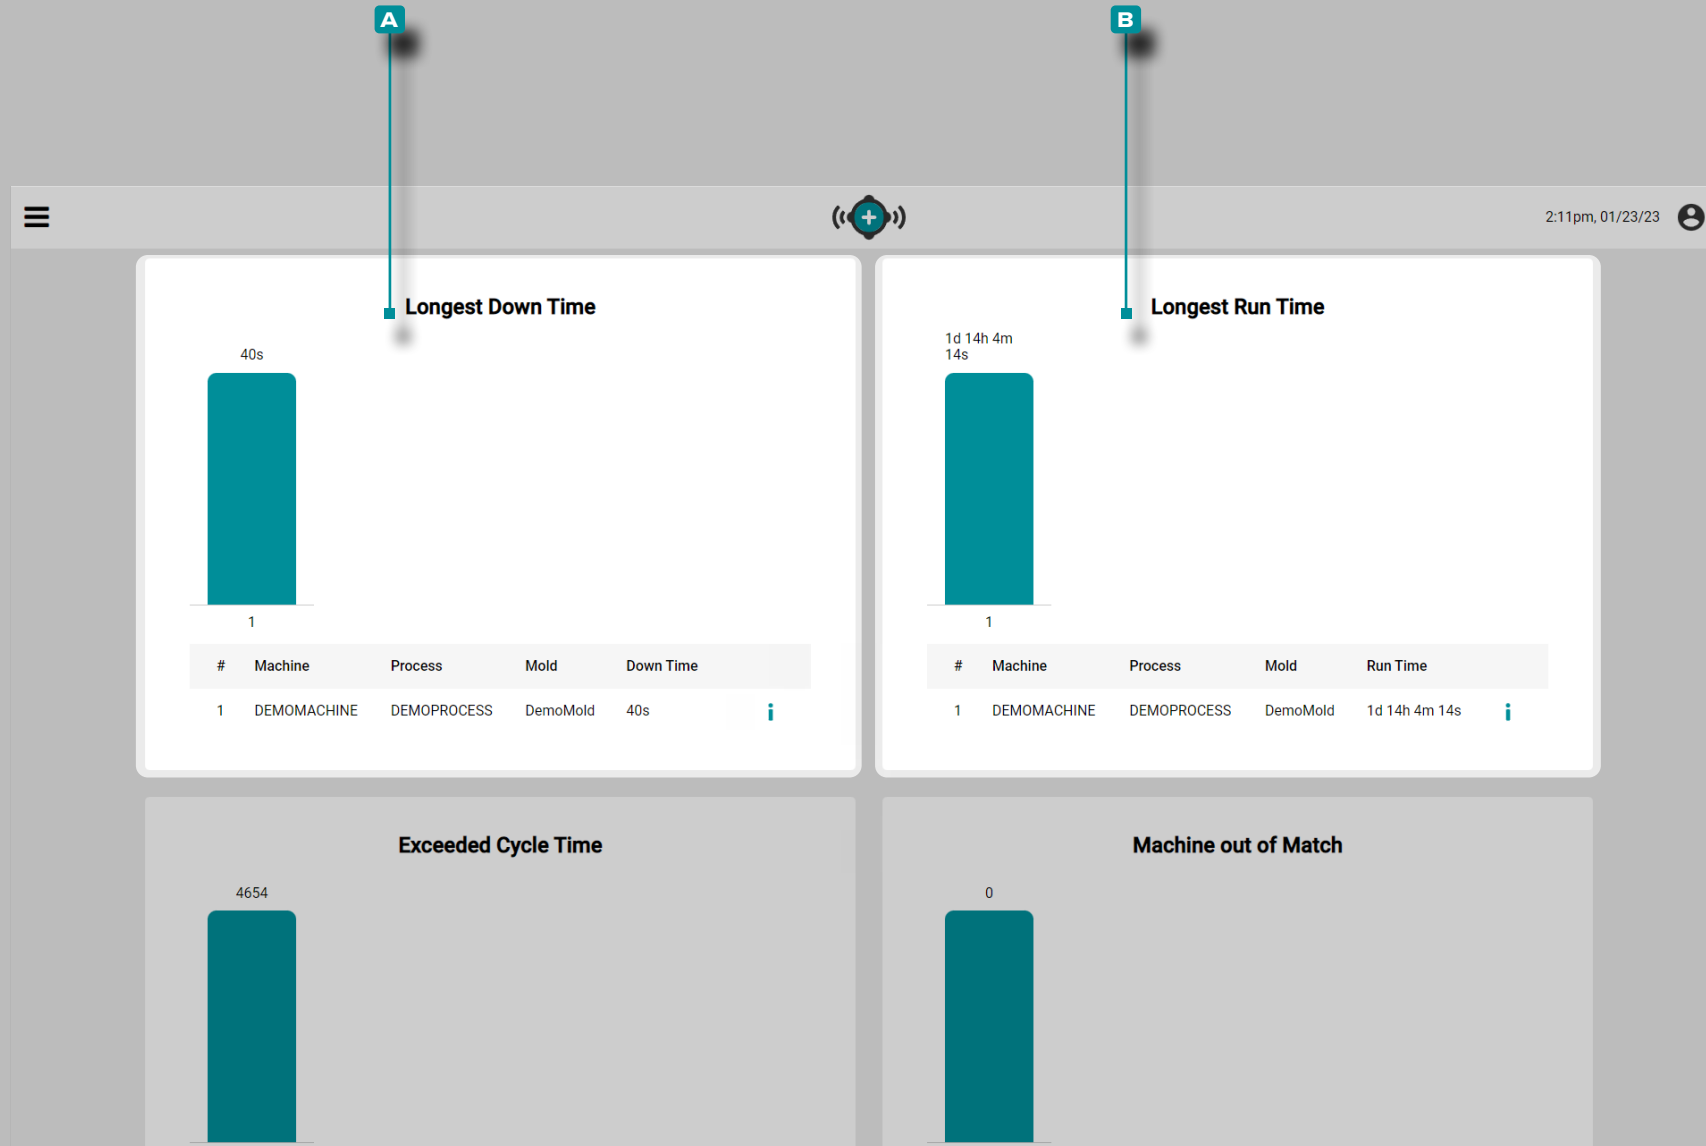 A
B
2:11pm, 01/23/23
Longest Down Time
40s
1
# Machine Process Mold Down Time
1 DEMOMACHINE DEMOPROCESS DemoMold 40s
Longest Run Time
1d 14h 4m
14s
1
# Machine Process Mold Run Time
1 DEMOMACHINE DEMOPROCESS DemoMold 1d 14h 4m 14s
Exceeded Cycle Time
4654
Machine out of Match
0